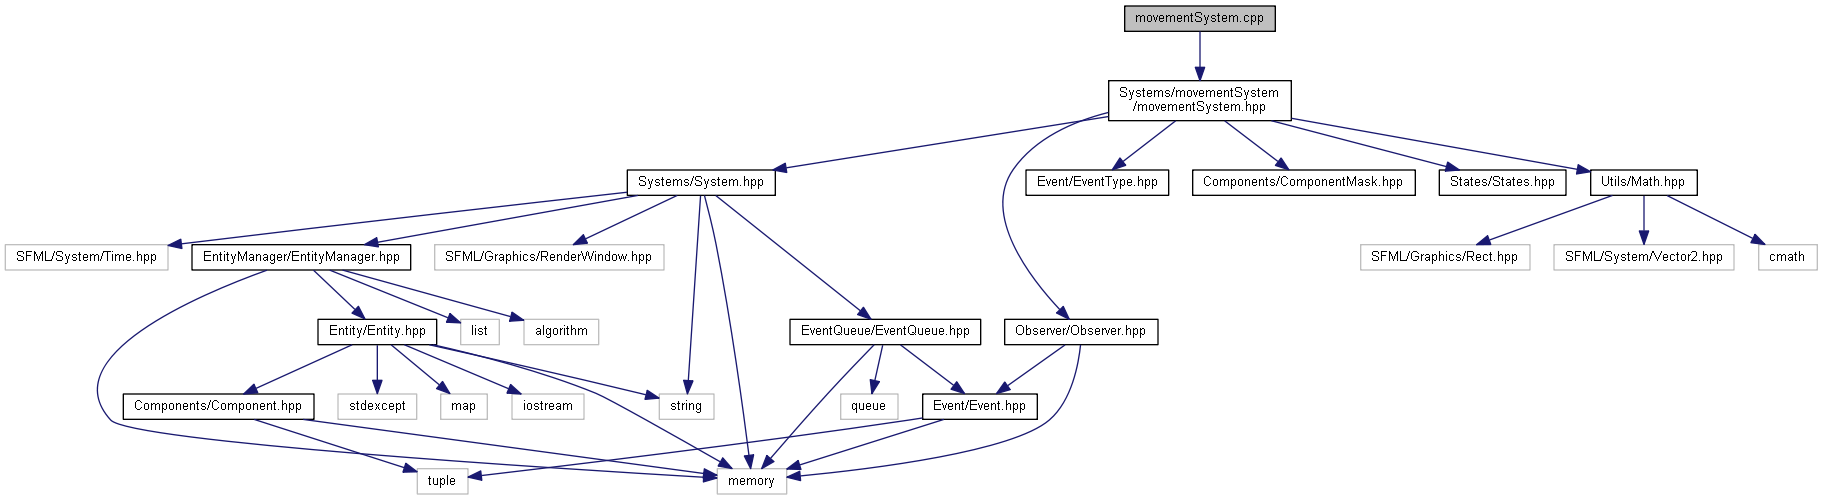 movementSystem.cpp
Systems/movementSystem
/movementSystem.hpp
Systems/System.hpp
Event/EventType.hpp
Components/ComponentMask.hpp
States/States.hpp
Utils/Math.hpp
SFML/System/Time.hpp
EntityManager/EntityManager.hpp
SFML/Graphics/RenderWindow.hpp
SFML/Graphics/Rect.hpp
SFML/System/Vector2.hpp
cmath
Entity/Entity.hpp
list
algorithm
EventQueue/EventQueue.hpp
Observer/Observer.hpp
Components/Component.hpp
stdexcept
map
iostream
string
queue
Event/Event.hpp
tuple
memory